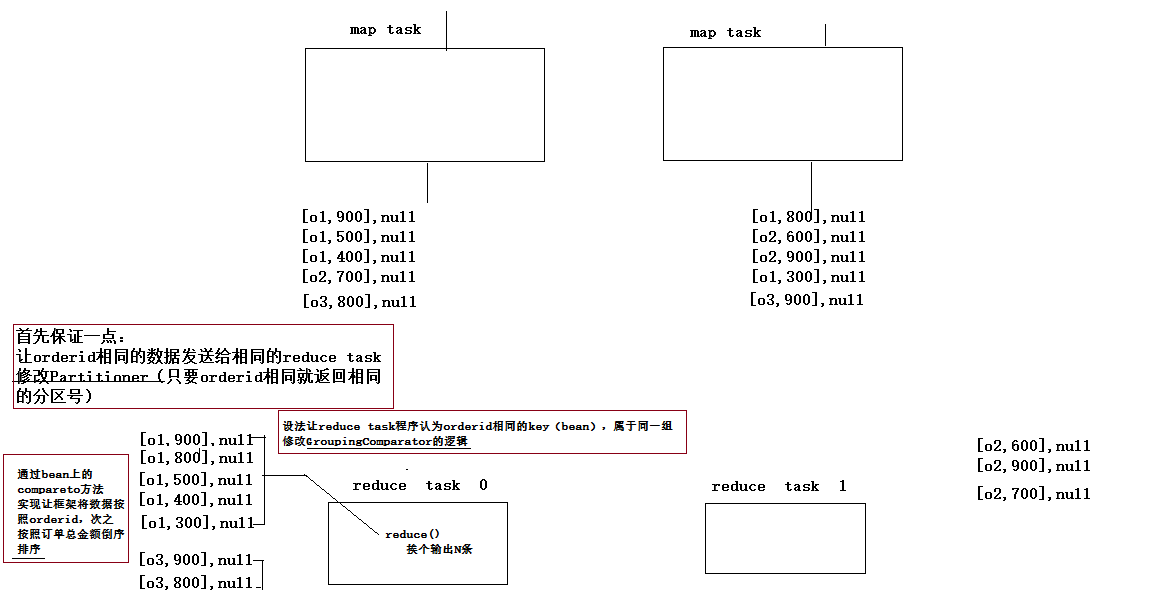 map task
map task
[o1,900],null
[o1,500],null
[o1,400],null
[o2,700],null
[o3,800],null
[o1,800],null
[o2,600],null
[o2,900],null
[o1,300],null
[o3,900],null
首先保证一点：
让orderid相同的数据发送给相同的reduce task
修改Partitioner（只要orderid相同就返回相同
的分区号）
设法让reduce task程序认为orderid相同的key（bean），属于同一组
修改GroupingComparator的逻辑
通过bean上的
compareto方法
实现让框架将数据按
照orderid，次之
按照订单总金额倒序
排序
[o1,900],null
[o1,800],null
[o1,500],null
[o1,400],null
[o1,300],null
[o3,900],null
[o3,800],null
reduce task 0
reduce()
挨个输出N条
reduce task 1
[o2,600],null
[o2,900],null
[o2,700],null